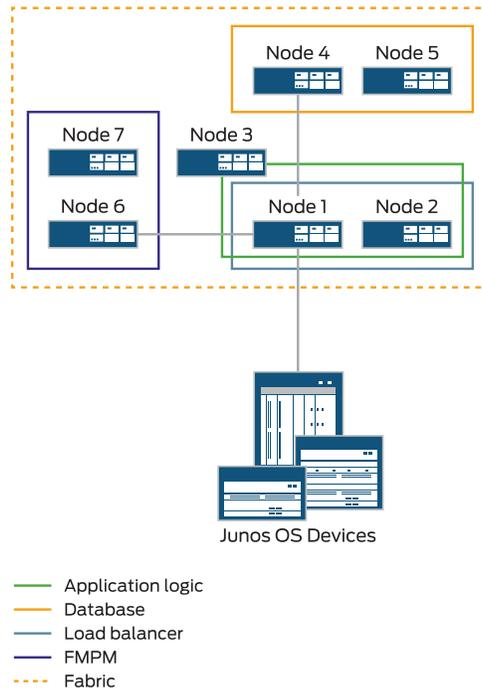 Node 4
Node 5
Node 7
Node 3
Node 6
Node 1
Node 2
Junos OS Devices
Application logic
Database
Load balancer
FMPM
Fabric